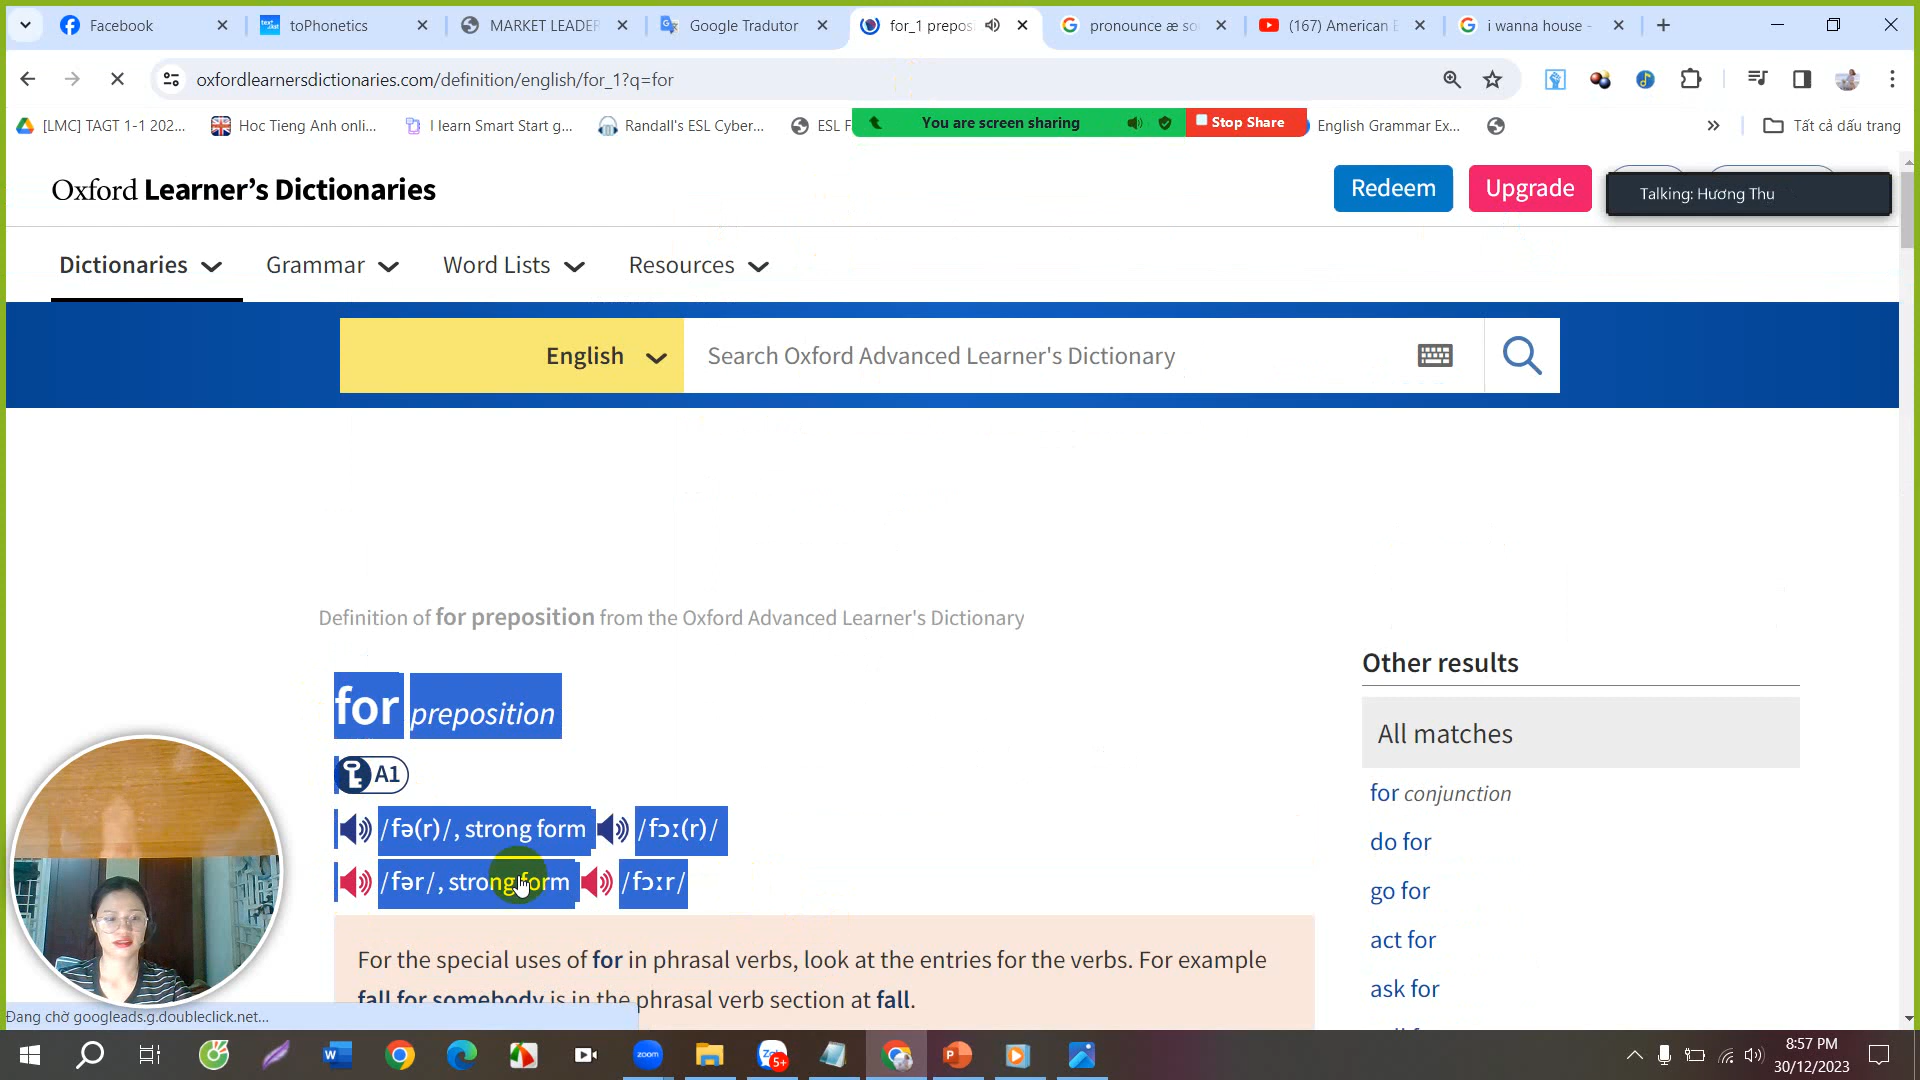 Facebook
toPhonetics
MARKET LEADER
Google Tradutor
for_1 prepos
pronounce æ so
(167) American E
i wanna house -
oxfordlearnersdictionaries.com/definition/english/for_1?q=for
[LMC] TAGT 1-1 202...
Hoc Tieng Anh onli...
I learn Smart Start g...
Randall's ESL Cyber...
ESL F
You are screen sharing
Stop Share
English Grammar Ex...
Tất cả dấu trang
Oxford Learner's Dictionaries
Redeem
Upgrade
Talking: Hương Thu
Dictionaries
Grammar
Word Lists
Resources
English
Search Oxford Advanced Learner's Dictionary
Definition of for preposition from the Oxford Advanced Learner's Dictionary
for preposition
A1
/fə(r)/, strong form /fɔː(r)/
/fər/, strong form /fɔːr/
For the special uses of for in phrasal verbs, look at the entries for the verbs. For example
fall for somebody is in the phrasal verb section at fall.
Other results
All matches
for conjunction
do for
go for
act for
ask for
Đang chờ googleads.g.doubleclick.net...
zoom
5+
8:57 PM
30/12/2023